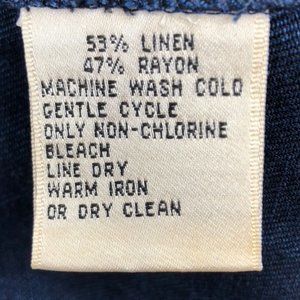 53% LINEN
47% RAYON
MACHINE WASH COLD
GENTLE CYCLE
ONLY NON-CHLORINE
BLEACH
LINE DRY
WARM IRON
OR DRY CLEAN